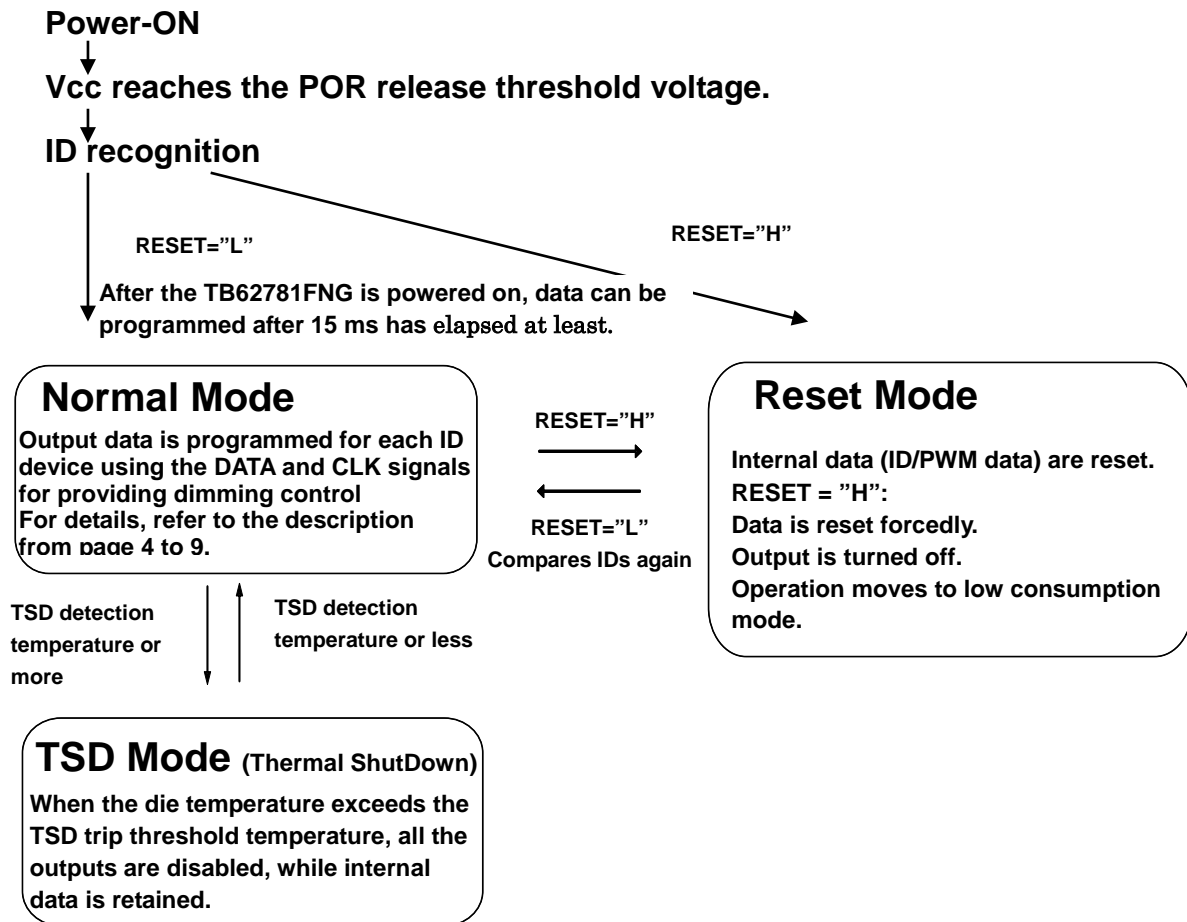 Power-ON
Vcc reaches the POR release threshold voltage.
ID recognition
RESET="L"
RESET="H"
After the TB62781FNG is powered on, data can be
programmed after 15 ms has elapsed at least.
Normal Mode
Output data is programmed for each ID
device using the DATA and CLK signals
for providing dimming control
For details, refer to the description
from page 4 to 9.
RESET="H"
RESET="L"
Compares IDs again
Reset Mode
Internal data (ID/PWM data) are reset.
RESET = "H":
Data is reset forcedly.
Output is turned off.
Operation moves to low consumption
mode.
TSD detection
temperature or
more
TSD detection
temperature or less
TSD Mode (Thermal ShutDown)
When the die temperature exceeds the
TSD trip threshold temperature, all the
outputs are disabled, while internal
data is retained.